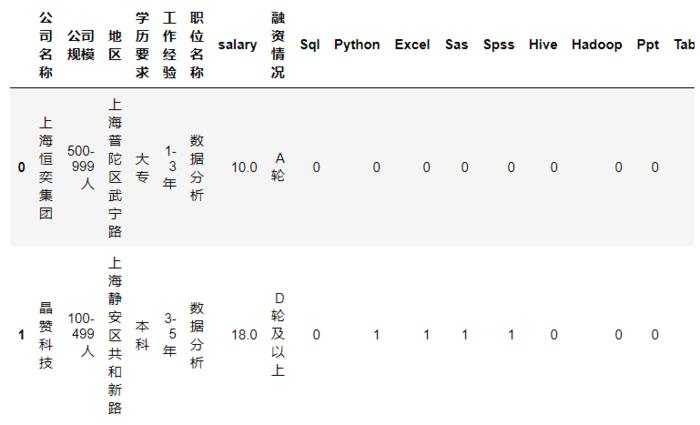 公司名称 公司规模 地区 学历要求 工作经验 职位名称 salary 融资情况 Sql Python Excel Sas Spss Hive Hadoop Ppt Tab
0 上海恒奕集团 500-999人 上海普陀区武宁路 大专 1-3年 数据分析 10.0 A轮 0 0 0 0 0 0 0 0
1 晶赞科技 100-499人 上海静安区共和新路 本科 3-5年 数据分析 18.0 D轮及以上 0 1 1 1 1 0 0 0